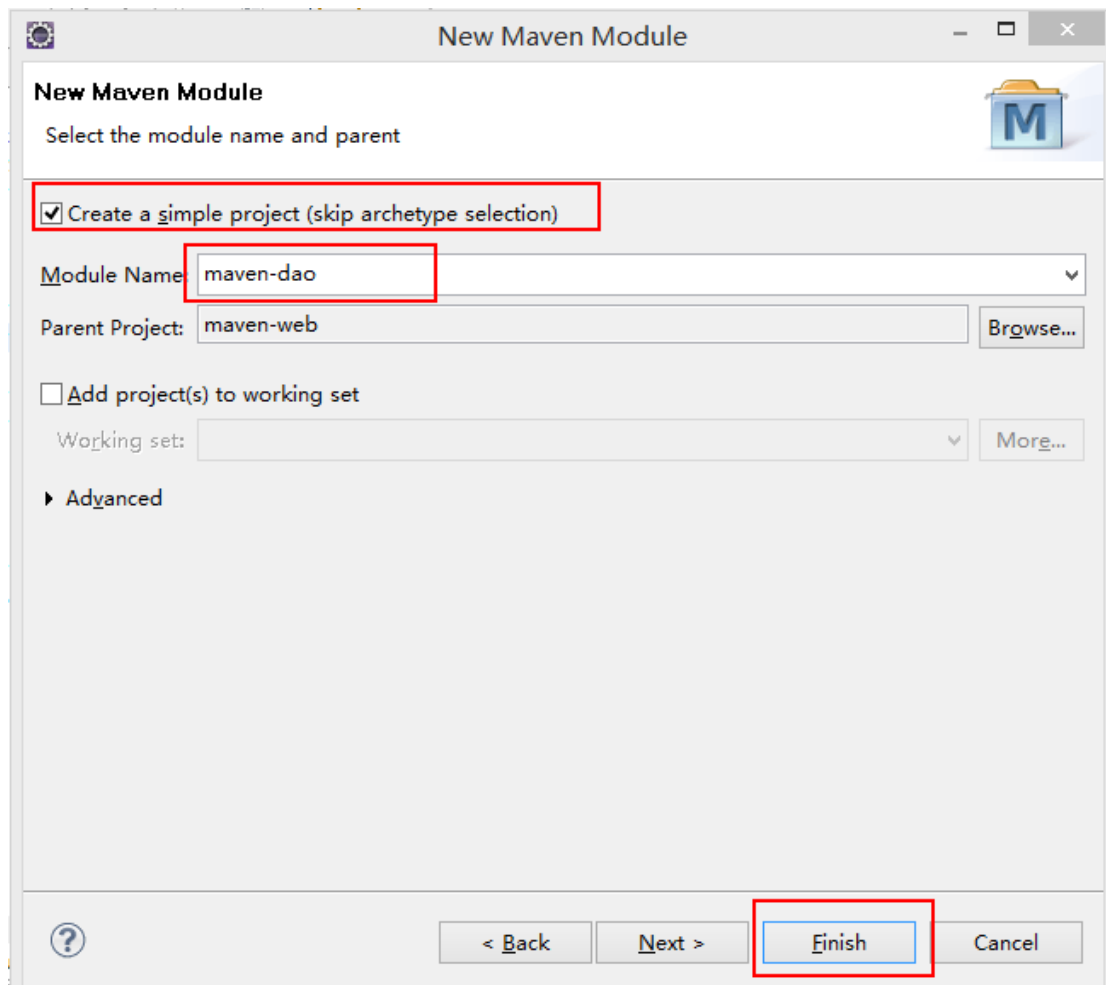 New Maven Module
New Maven Module
Select the module name and parent
M
Create a simple project (skip archetype selection)
Module Name: maven-dao
Parent Project: maven-web Browse...
Add project(s) to working set
Working set: More...
Advanced
? < Back Next > Finish Cancel